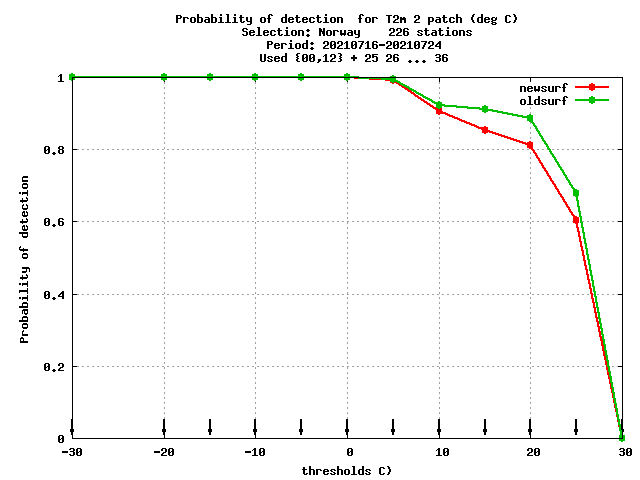 Probability of detection  for T2m 2 patch (deg C)
Selection: Norway    226 stations
Period: 20210716-20210724
Used {00,12} + 25 26 ... 36
newsurf
oldsurf
Probability of detection
1
0.8
0.6
0.4
0.2
0
-30 -20 -10 0 10 20 30
thresholds C)